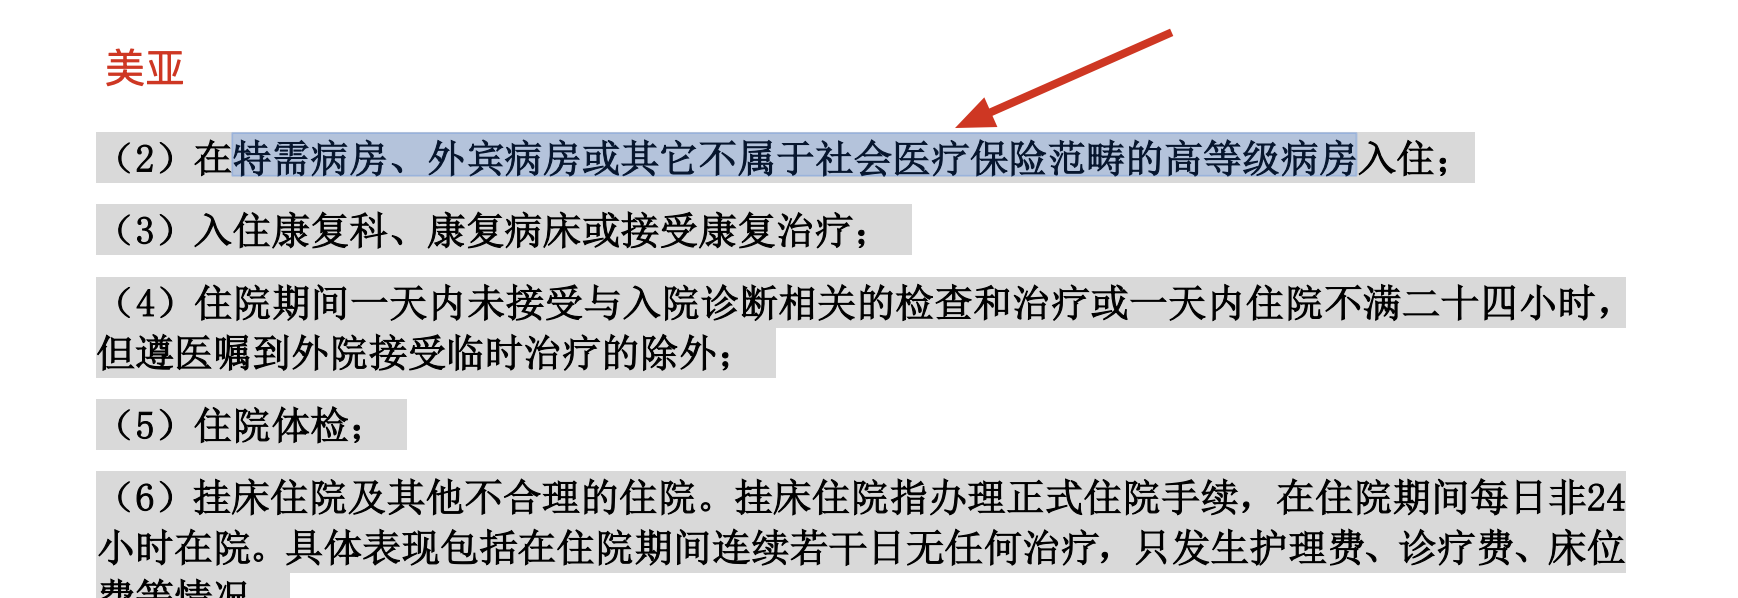 美亚
（2）在特需病房、外宾病房或其它不属于社会医疗保险范畴的高等级病房入住；
（3）入住康复科、康复病床或接受康复治疗；
（4）住院期间一天内未接受与入院诊断相关的检查和治疗或一天内住院不满二十四小时，
但遵医嘱到外院接受临时治疗的除外；
（5）住院体检；
（6）挂床住院及其他不合理的住院。挂床住院指办理正式住院手续，在住院期间每日非24
小时在院。具体表现包括在住院期间连续若干日无任何治疗，只发生护理费、诊疗费、床位
费等情况。